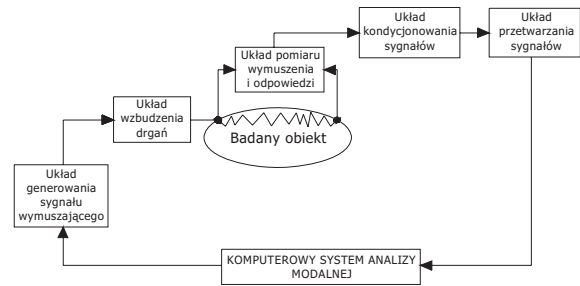 Układ
kondycjonowania
sygnałów
Układ
przetwarzania
sygnałów
Układ pomiaru
wymuszenia
i odpowiedzi
Układ
wzbudzenia
drgań
Badany obiekt
Układ
generowania
sygnału
wymuszającego
KOMPUTEROWY SYSTEM ANALIZY
MODALNEJ